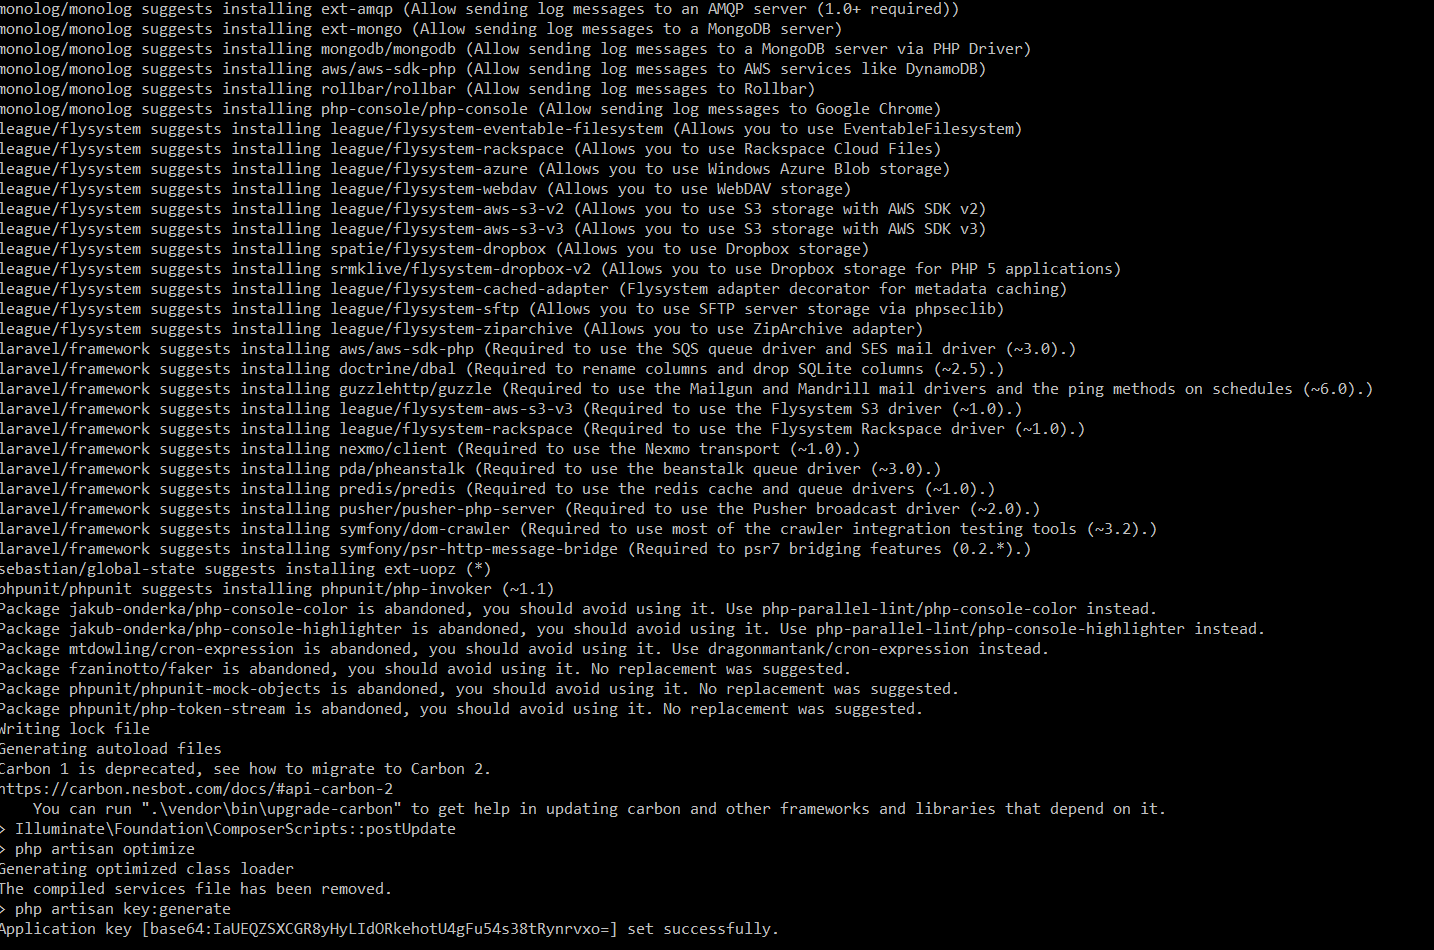 monolog/monolog suggests installing ext-amqp (Allow sending log messages to an AMQP server (1.0+ required))
monolog/monolog suggests installing ext-mongo (Allow sending log messages to a MongoDB server)
monolog/monolog suggests installing mongodb/mongodb (Allow sending log messages to a MongoDB server via PHP Driver)
monolog/monolog suggests installing aws/aws-sdk-php (Allow sending log messages to AWS services like DynamoDB)
monolog/monolog suggests installing rollbar/rollbar (Allow sending log messages to Rollbar)
monolog/monolog suggests installing php-console/php-console (Allow sending log messages to Google Chrome)
league/flysystem suggests installing league/flysystem-eventable-filesystem (Allows you to use EventableFilesystem)
league/flysystem suggests installing league/flysystem-rackspace (Allows you to use Rackspace Cloud Files)
league/flysystem suggests installing league/flysystem-azure (Allows you to use Windows Azure Blob storage)
league/flysystem suggests installing league/flysystem-webdav (Allows you to use WebDAV storage)
league/flysystem suggests installing league/flysystem-aws-s3-v2 (Allows you to use S3 storage with AWS SDK v2)
league/flysystem suggests installing league/flysystem-aws-s3-v3 (Allows you to use S3 storage with AWS SDK v3)
league/flysystem suggests installing spatie/flysystem-dropbox (Allows you to use Dropbox storage)
league/flysystem suggests installing srmklive/flysystem-dropbox-v2 (Allows you to use Dropbox storage for PHP 5 applications)
league/flysystem suggests installing league/flysystem-cached-adapter (Flysystem adapter decorator for metadata caching)
league/flysystem suggests installing league/flysystem-sftp (Allows you to use SFTP server storage via phpseclib)
league/flysystem suggests installing league/flysystem-ziparchive (Allows you to use ZipArchive adapter)
laravel/framework suggests installing aws/aws-sdk-php (Required to use the SQS queue driver and SES mail driver (~3.0).)
laravel/framework suggests installing doctrine/dbal (Required to rename columns and drop SQLite columns (~2.5).)
laravel/framework suggests installing guzzlehttp/guzzle (Required to use the Mailgun and Mandrill mail drivers and the ping methods on schedules (~6.0).)
laravel/framework suggests installing league/flysystem-aws-s3-v3 (Required to use the Flysystem S3 driver (~1.0).)
laravel/framework suggests installing league/flysystem-rackspace (Required to use the Flysystem Rackspace driver (~1.0).)
laravel/framework suggests installing nexmo/client (Required to use the Nexmo transport (~1.0).)
laravel/framework suggests installing pda/pheanstalk (Required to use the beanstalk queue driver (~3.0).)
laravel/framework suggests installing predis/predis (Required to use the redis cache and queue drivers (~1.0).)
laravel/framework suggests installing pusher/pusher-php-server (Required to use the Pusher broadcast driver (~2.0).)
laravel/framework suggests installing symfony/dom-crawler (Required to use most of the crawler integration testing tools (~3.2).)
laravel/framework suggests installing symfony/psr-http-message-bridge (Required to psr7 bridging features (0.2.*).)
sebastian/global-state suggests installing ext-uopz (*)
phpunit/phpunit suggests installing phpunit/php-invoker (~1.1)
Package jakub-onderka/php-console-color is abandoned, you should avoid using it. Use php-parallel-lint/php-console-color instead.
Package jakub-onderka/php-console-highlighter is abandoned, you should avoid using it. Use php-parallel-lint/php-console-highlighter instead.
Package mtdowling/cron-expression is abandoned, you should avoid using it. Use dragonmantank/cron-expression instead.
Package fzaninotto/faker is abandoned, you should avoid using it. No replacement was suggested.
Package phpunit/phpunit-mock-objects is abandoned, you should avoid using it. No replacement was suggested.
Package phpunit/php-token-stream is abandoned, you should avoid using it. No replacement was suggested.
Writing lock file
Generating autoload files
Carbon 1 is deprecated, see how to migrate to Carbon 2.
https://carbon.nesbot.com/docs/#api-carbon-2
You can run ".\vendor\bin\upgrade-carbon" to get help in updating carbon and other frameworks and libraries that depend on it.
> Illuminate\Foundation\ComposerScripts::postUpdate
> php artisan optimize
Generating optimized class loader
The compiled services file has been removed.
> php artisan key:generate
Application key [base64:IaUEQZSXCGR8yHyLIdORkehotU4gFu54s38tRynrvxo=] set successfully.